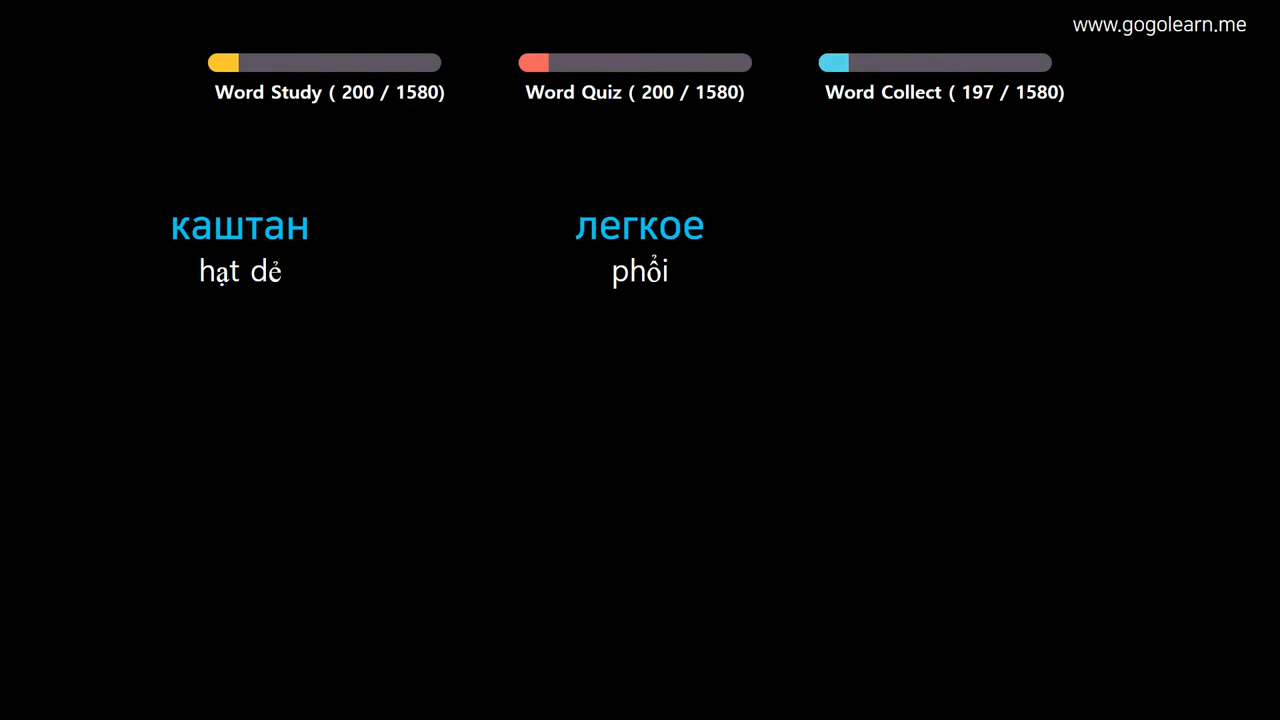 www.gogolearn.me
Word Study ( 200 / 1580)
Word Quiz ( 200 / 1580)
Word Collect ( 197 / 1580)
каштан
hạt dẻ
легкое
phổi